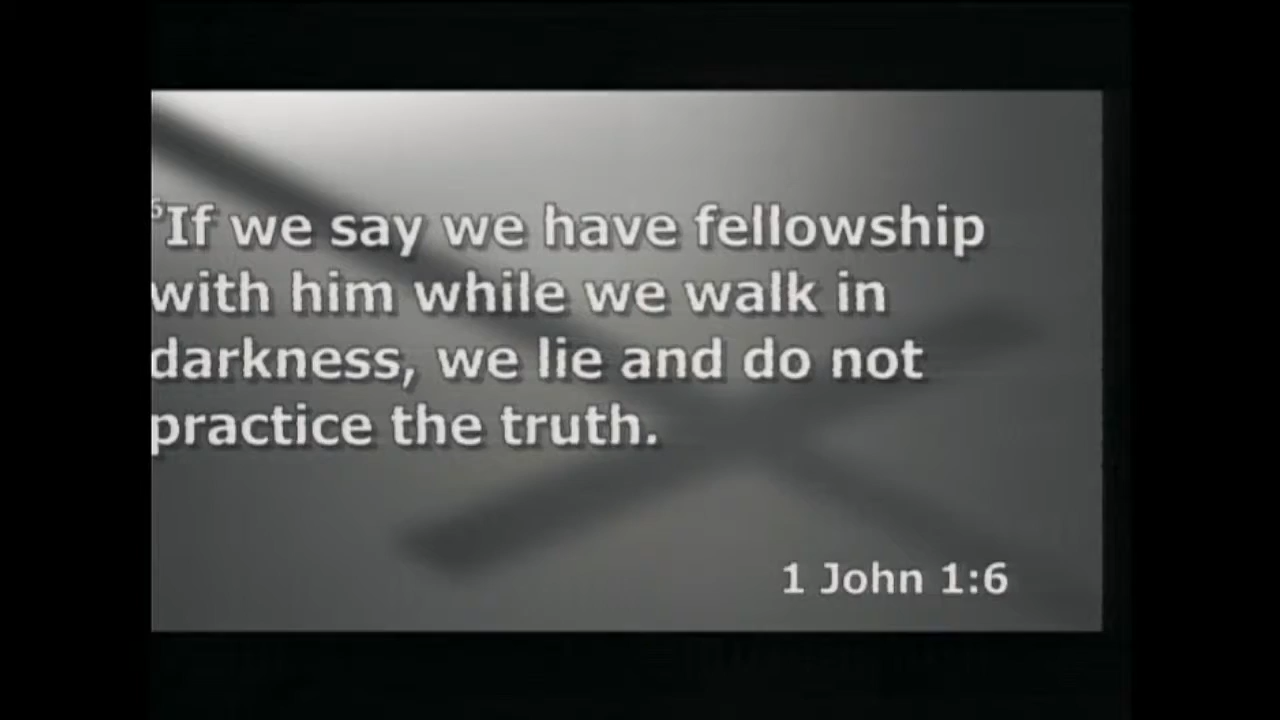 ⁶If we say we have fellowship
with him while we walk in
darkness, we lie and do not
practice the truth.
1 John 1:6